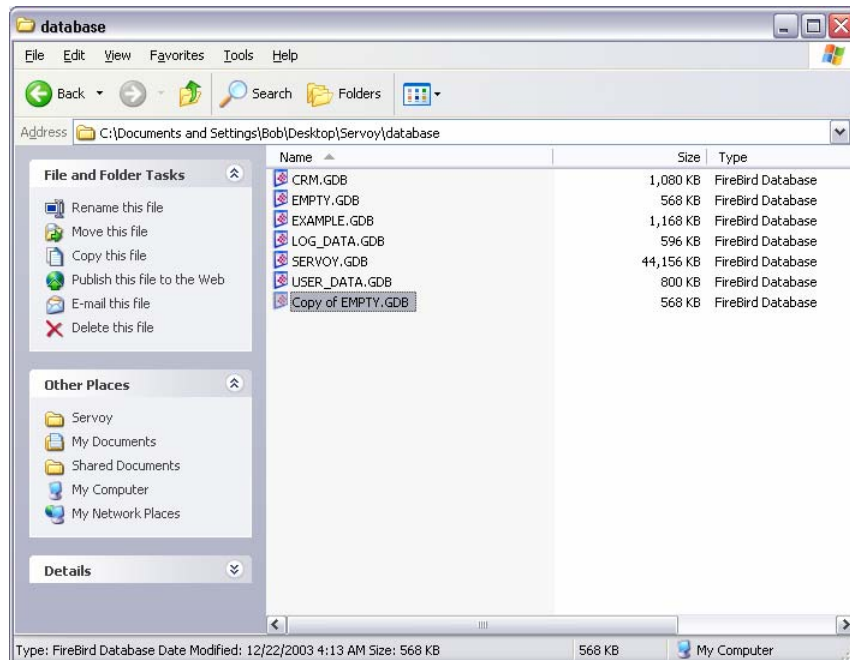 database
File Edit View Favorites Tools Help
Back Search Folders
Address C:\Documents and Settings\Bob\Desktop\Servoy\database
Name Size Type
File and Folder Tasks
Rename this file
Move this file
Copy this file
Publish this file to the Web
E-mail this file
Delete this file
Other Places
Servoy
My Documents
Shared Documents
My Computer
My Network Places
Details
CRM.GDB 1,080 KB FireBird Database
EMPTY.GDB 568 KB FireBird Database
EXAMPLE.GDB 1,168 KB FireBird Database
LOG_DATA.GDB 596 KB FireBird Database
SERVOY.GDB 44,156 KB FireBird Database
USER_DATA.GDB 800 KB FireBird Database
Copy of EMPTY.GDB 568 KB FireBird Database
Type: FireBird Database Date Modified: 12/22/2003 4:13 AM Size: 568 KB 568 KB My Computer